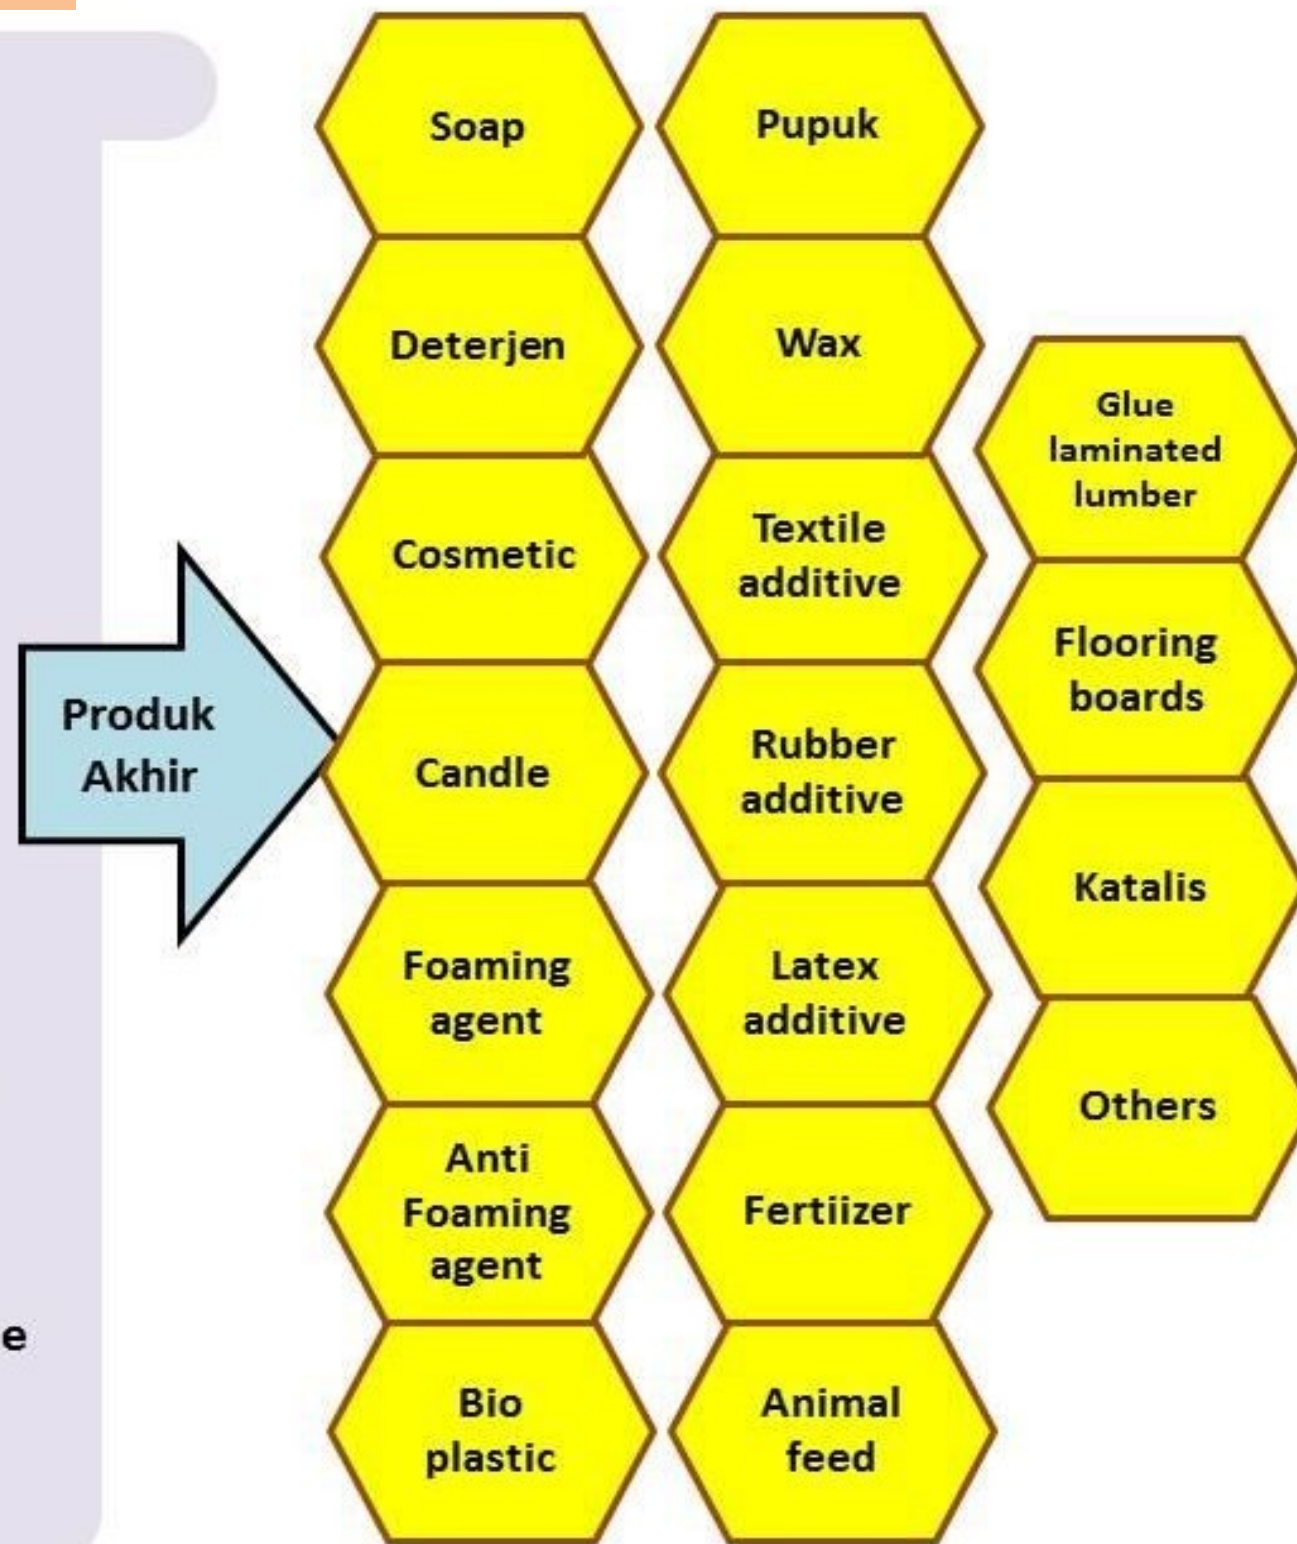 Produk
Akhir
Soap
Deterjen
Cosmetic
Candle
Foaming
agent
Anti
Foaming
agent
Bio
plastic
Pupuk
Wax
Textile
additive
Rubber
additive
Latex
additive
Fertiizer
Animal
feed
Glue
laminated
lumber
Flooring
boards
Katalis
Others
e